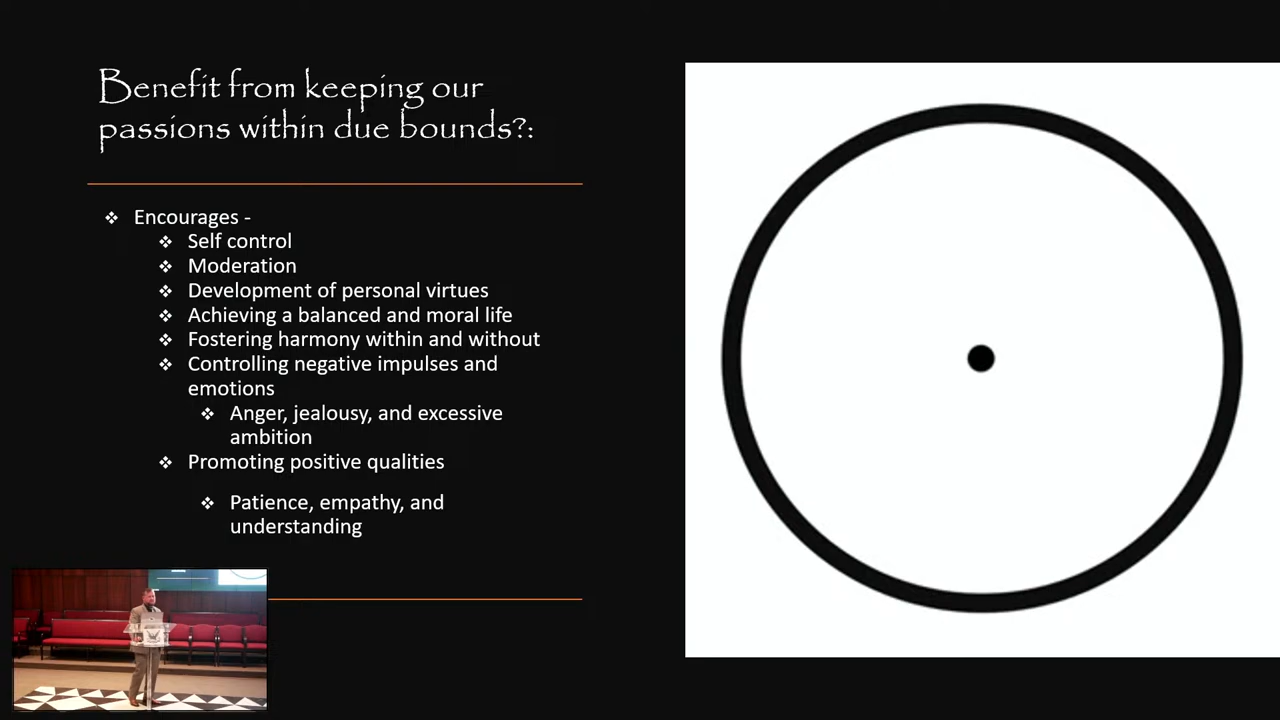 Benefit from keeping our
passions within due bounds?:
❖ Encourages -
❖ Self control
❖ Moderation
❖ Development of personal virtues
❖ Achieving a balanced and moral life
❖ Fostering harmony within and without
❖ Controlling negative impulses and
emotions
❖ Anger, jealousy, and excessive
ambition
❖ Promoting positive qualities
❖ Patience, empathy, and
understanding